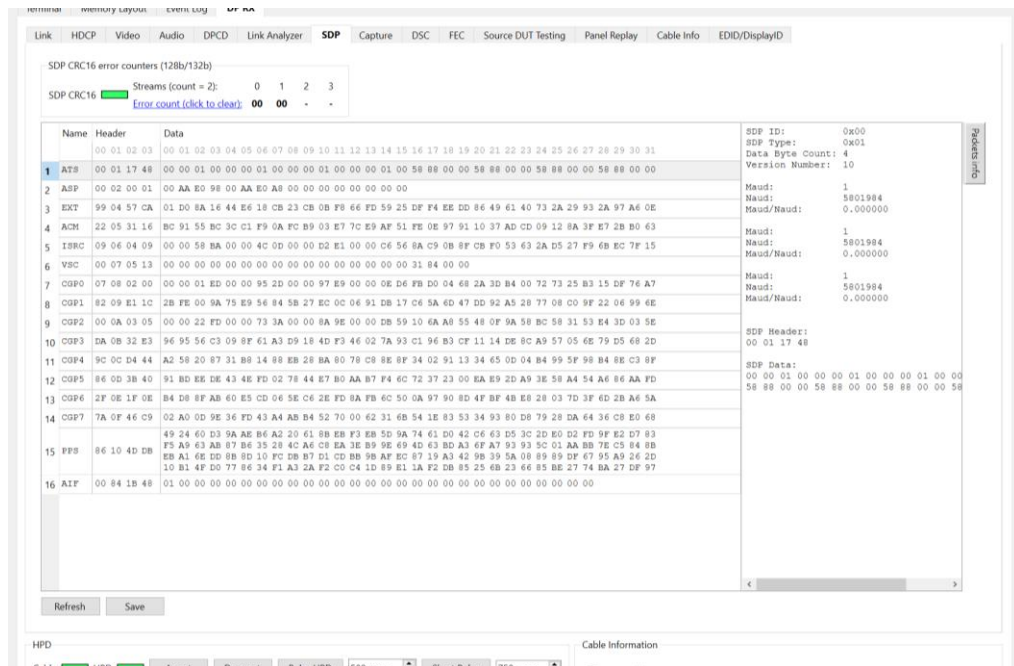 Terminal Memory Layout Event Log DP RX
Link HDCP Video Audio DPCD Link Analyzer SDP Capture DSC FEC Source DUT Testing Panel Replay Cable Info EDID/DisplayID
SDP CRC16 error counters (128b/132b)
Streams (count = 2): 0 1 2 3
SDP CRC16
Error count (click to clear): 00 00 - -
Name Header Data
00 01 02 03 00 01 02 03 04 05 06 07 08 09 10 11 12 13 14 15 16 17 18 19 20 21 22 23 24 25 26 27 28 29 30 31
1 ATS 00 01 17 48 00 00 01 00 00 00 01 00 00 00 01 00 00 00 01 00 58 88 00 00 58 88 00 00 58 88 00 00 58 88 00 00
2 ASP 00 02 00 01 00 AA E0 98 00 AA E0 A8 00 00 00 00 00 00 00 00
3 EXT 99 04 57 CA 01 D0 8A 16 44 E6 18 CB 23 CB 0B F8 66 FD 59 25 DF F4 EE DD 86 49 61 40 73 2A 29 93 2A 97 A6 0E
4 ACM 22 05 31 16 BC 91 55 BC 3C C1 F9 0A FC B9 03 E7 7C E9 AF 51 FE 0E 97 91 10 37 AD CD 09 12 8A 3F E7 2B B0 63
5 ISRC 09 06 04 09 00 00 58 BA 00 00 4C 0D 00 00 D2 E1 00 00 C6 56 8A C9 0B 8F CB F0 53 63 2A D5 27 F9 6B EC 7F 15
6 VSC 00 07 05 13 00 00 00 00 00 00 00 00 00 00 00 00 00 00 00 00 31 84 00 00
7 CGP0 07 08 02 00 00 00 01 ED 00 00 95 2D 00 00 97 E9 00 00 0E D6 FB D0 04 68 2A 3D B4 00 72 73 25 B3 15 DF 76 A7
8 CGP1 82 09 E1 1C 2B FE 00 9A 75 E9 56 84 5B 27 EC 0C 06 91 DB 17 C6 5A 6D 47 DD 92 A5 28 77 08 C0 9F 22 06 99 6E
9 CGP2 00 0A 03 05 00 00 22 FD 00 00 73 3A 00 00 8A 9E 00 00 DB 59 10 6A A8 55 48 0F 9A 58 BC 58 31 53 E4 3D 03 5E
10 CGP3 DA 0B 32 E3 96 95 56 C3 09 8F 61 A3 D9 18 4D F3 46 02 7A 93 C1 96 B3 CF 11 14 DE 8C A9 57 05 6E 79 D5 68 2D
11 CGP4 9C 0C D4 44 A2 58 20 87 31 B8 14 88 EB 28 BA 80 78 C8 8E 8F 34 02 91 13 34 65 0D 04 B4 99 5F 98 B4 8E C3 8F
12 CGP5 86 0D 3B 40 91 BD EE DE 43 4E FD 02 78 44 E7 B0 AA B7 F4 6C 72 37 23 00 EA E9 2D A9 3E 58 A4 54 A6 86 AA FD
13 CGP6 2F 0E 1F 0E B4 D8 8F AB 60 E5 CD 06 5E C6 2E FD 8A FB 6C 50 0A 97 90 8D 4F BF 4B E8 28 03 7D 3F 6D 2B A6 5A
14 CGP7 7A 0F 46 C9 02 A0 0D 9E 36 FD 43 A4 AB B4 52 70 00 62 31 6B 54 1E 83 53 34 93 80 D8 79 28 DA 64 36 C8 E0 68
49 24 60 D3 9A AE B6 A2 20 61 8B EB F3 EB 5D 9A 74 61 D0 42 C6 63 D5 3C 2D E0 D2 FD 9F E2 D7 83
15 PPS 86 10 4D DB F5 A9 63 AB 87 B6 35 28 4C A6 C8 EA 3E B9 9E 69 4D 63 BD A3 6F A7 93 93 5C 01 AA BB 7E C5 84 8B
EB A1 6E DD 8B 8D 10 FC DB B7 D1 CD BB 9B AF EC 87 19 A3 42 9B 39 5A 08 89 89 DF 67 95 A9 26 2D
10 B1 4F D0 77 86 34 F1 A3 2A F2 C0 C4 1D 89 E1 1A F2 DB 85 25 6B 23 66 85 BE 27 74 BA 27 DF 97
16 AIF 00 84 1B 48 01 00 00 00 00 00 00 00 00 00 00 00 00 00 00 00 00 00 00 00 00 00 00 00 00 00
SDP ID: 0x00
SDP Type: 0x01
Data Byte Count: 4
Version Number: 10
Maud: 1
Naud: 5801984
Maud/Naud: 0.000000
Maud: 1
Naud: 5801984
Maud/Naud: 0.000000
Maud: 1
Naud: 5801984
Maud/Naud: 0.000000
SDP Header:
00 01 17 48
SDP Data:
00 00 01 00 00 00 01 00 00 00 01 00 00
58 88 00 00 58 88 00 00 58 88 00 00 58
Packets info
Refresh Save
HPD Cable Information